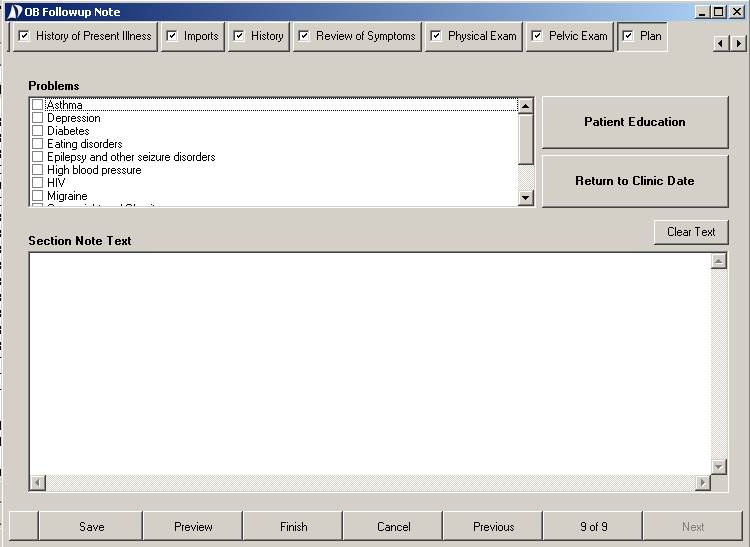 OB Followup Note
History of Present Illness Imports History Review of Symptoms Physical Exam Pelvic Exam Plan
Problems
Asthma
Depression
Diabetes
Eating disorders
Epilepsy and other seizure disorders
High blood pressure
HIV
Migraine
Patient Education
Return to Clinic Date
Clear Text
Section Note Text
Save Preview Finish Cancel Previous 9 of 9 Next